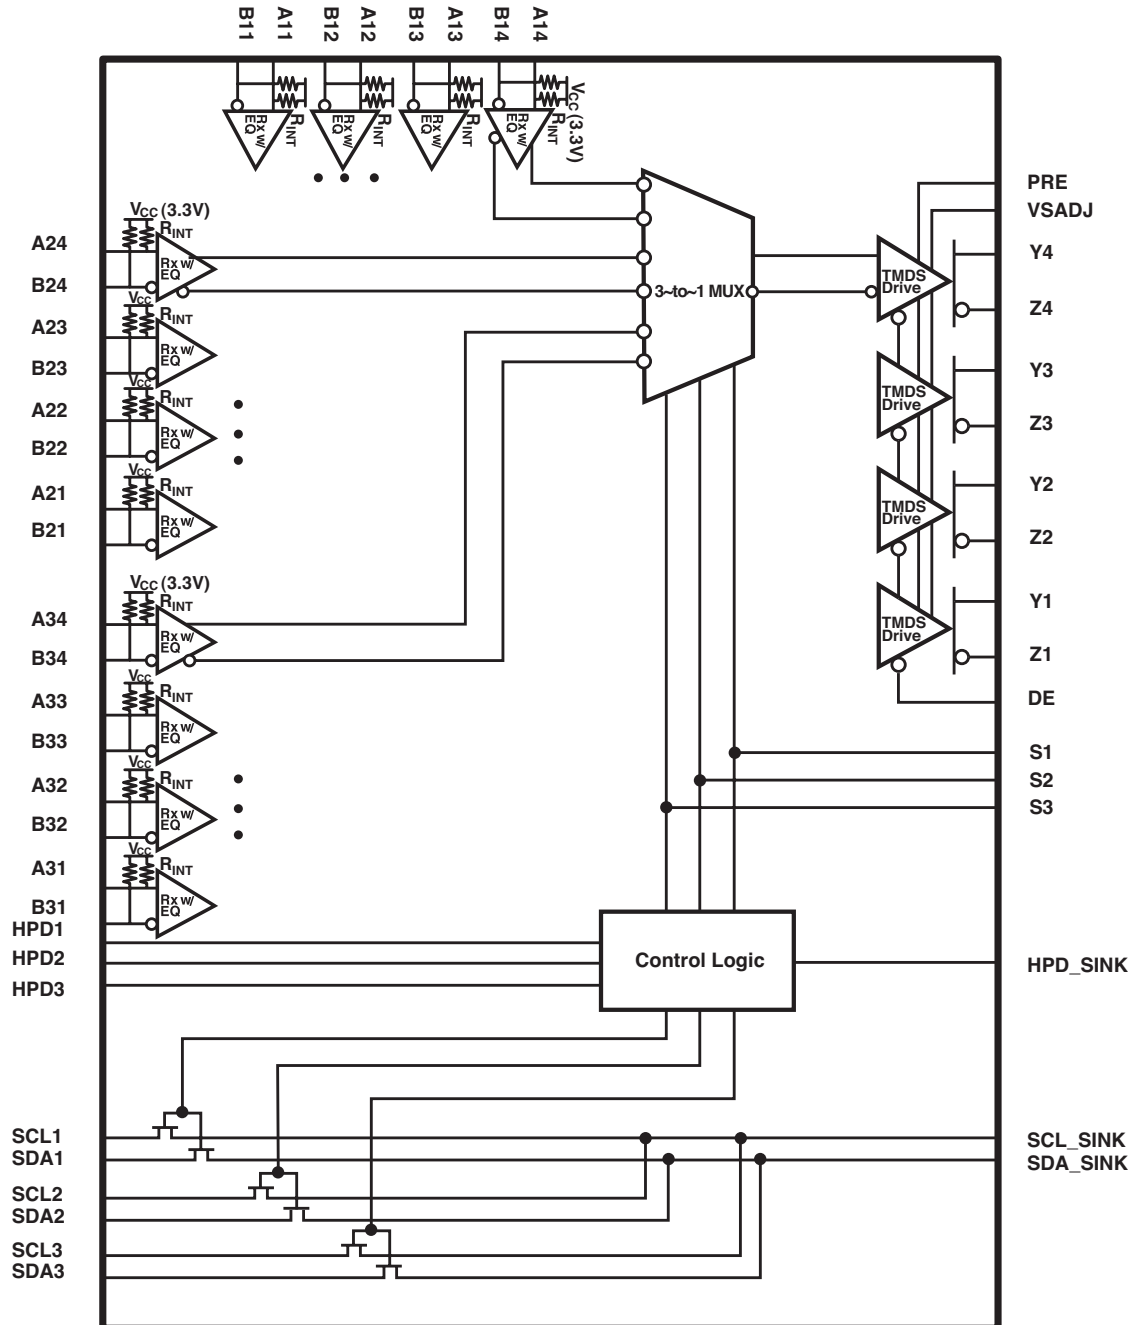 B11 A11 B12 A12 B13 A13 B14 A14
VCC (3.3V)
RINT RINT RINT RINT
Rx w/ EQ Rx w/ EQ Rx w/ EQ Rx w/ EQ
VCC (3.3V)
RINT
A24
Rx w/
EQ
B24
VCC
RINT
A23
Rx w/
EQ
B23
VCC
RINT
A22
Rx w/
EQ
B22
VCC
RINT
A21
Rx w/
EQ
B21
VCC (3.3V)
RINT
A34
Rx w/
EQ
B34
VCC
RINT
A33
Rx w/
EQ
B33
VCC
RINT
A32
Rx w/
EQ
B32
VCC
RINT
A31
Rx w/
EQ
B31
HPD1
HPD2
HPD3
3~to~1 MUX
PRE
VSADJ
Y4
TMDS
Drive
Z4
Y3
TMDS
Drive
Z3
Y2
TMDS
Drive
Z2
Y1
TMDS
Drive
Z1
DE
S1
S2
S3
Control Logic
HPD_SINK
SCL1
SDA1
SCL2
SDA2
SCL3
SDA3
SCL_SINK
SDA_SINK